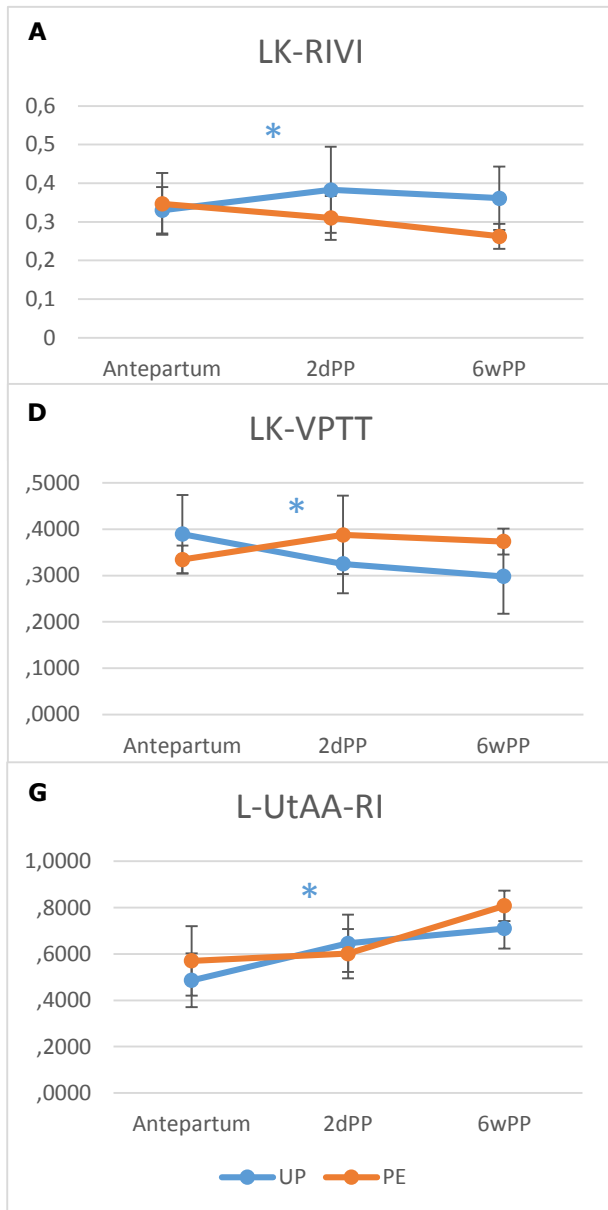 A
LK-RIVI
0,6
0,5
*
0,4
0,3
0,2
0,1
0
Antepartum 2dPP 6wPP
D
LK-VPTT
,5000
*
,4000
,3000
,2000
,1000
,0000
Antepartum 2dPP 6wPP
G
L-UtAA-RI
1,0000
*
,8000
,6000
,4000
,2000
,0000
Antepartum 2dPP 6wPP
UP PE